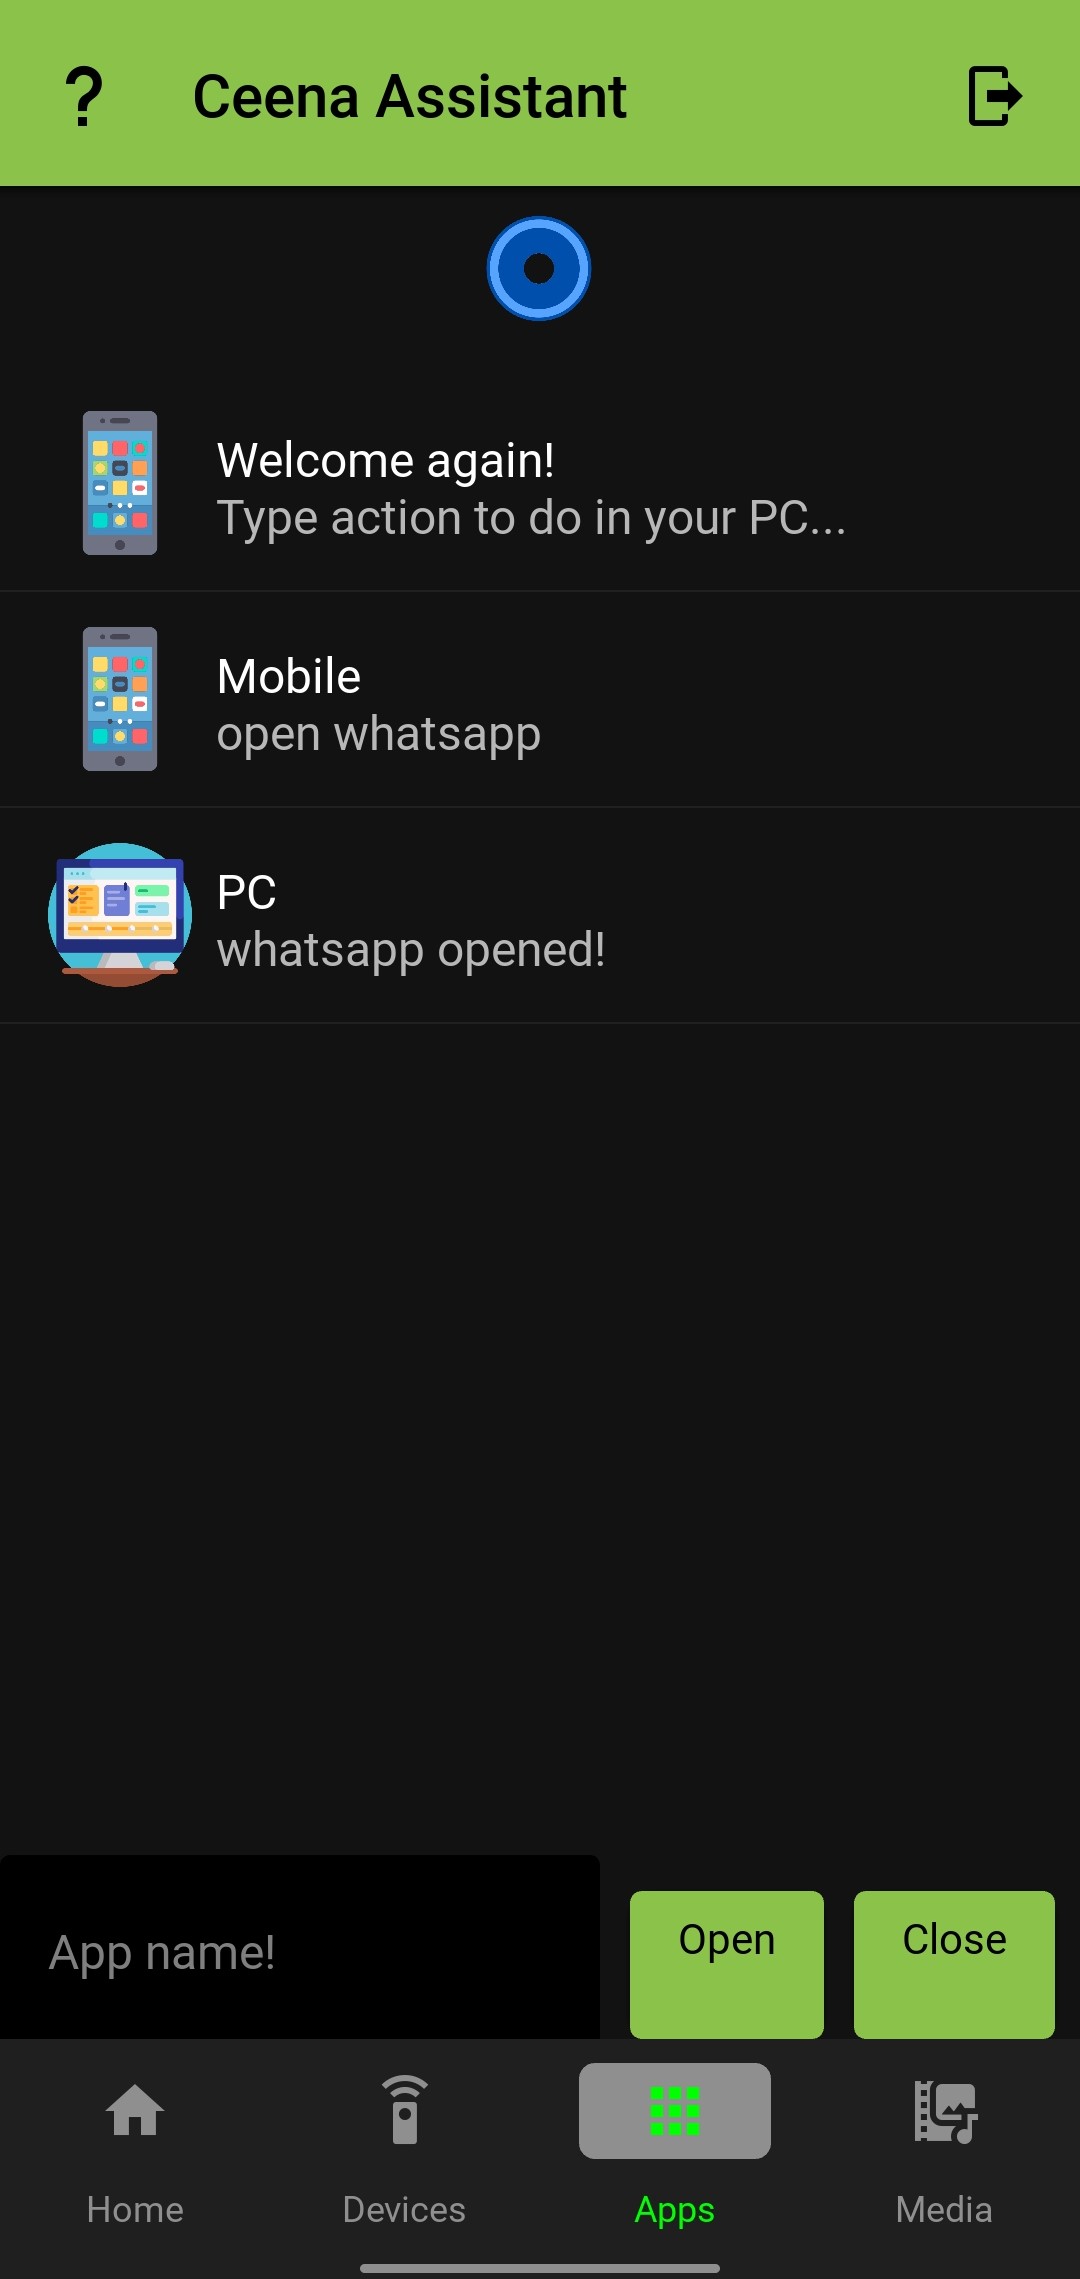 Ceena Assistant
Welcome again!
Type action to do in your PC...
Mobile
open whatsapp
PC
whatsapp opened!
App name!
Open
Close
Home
Devices
Apps
Media